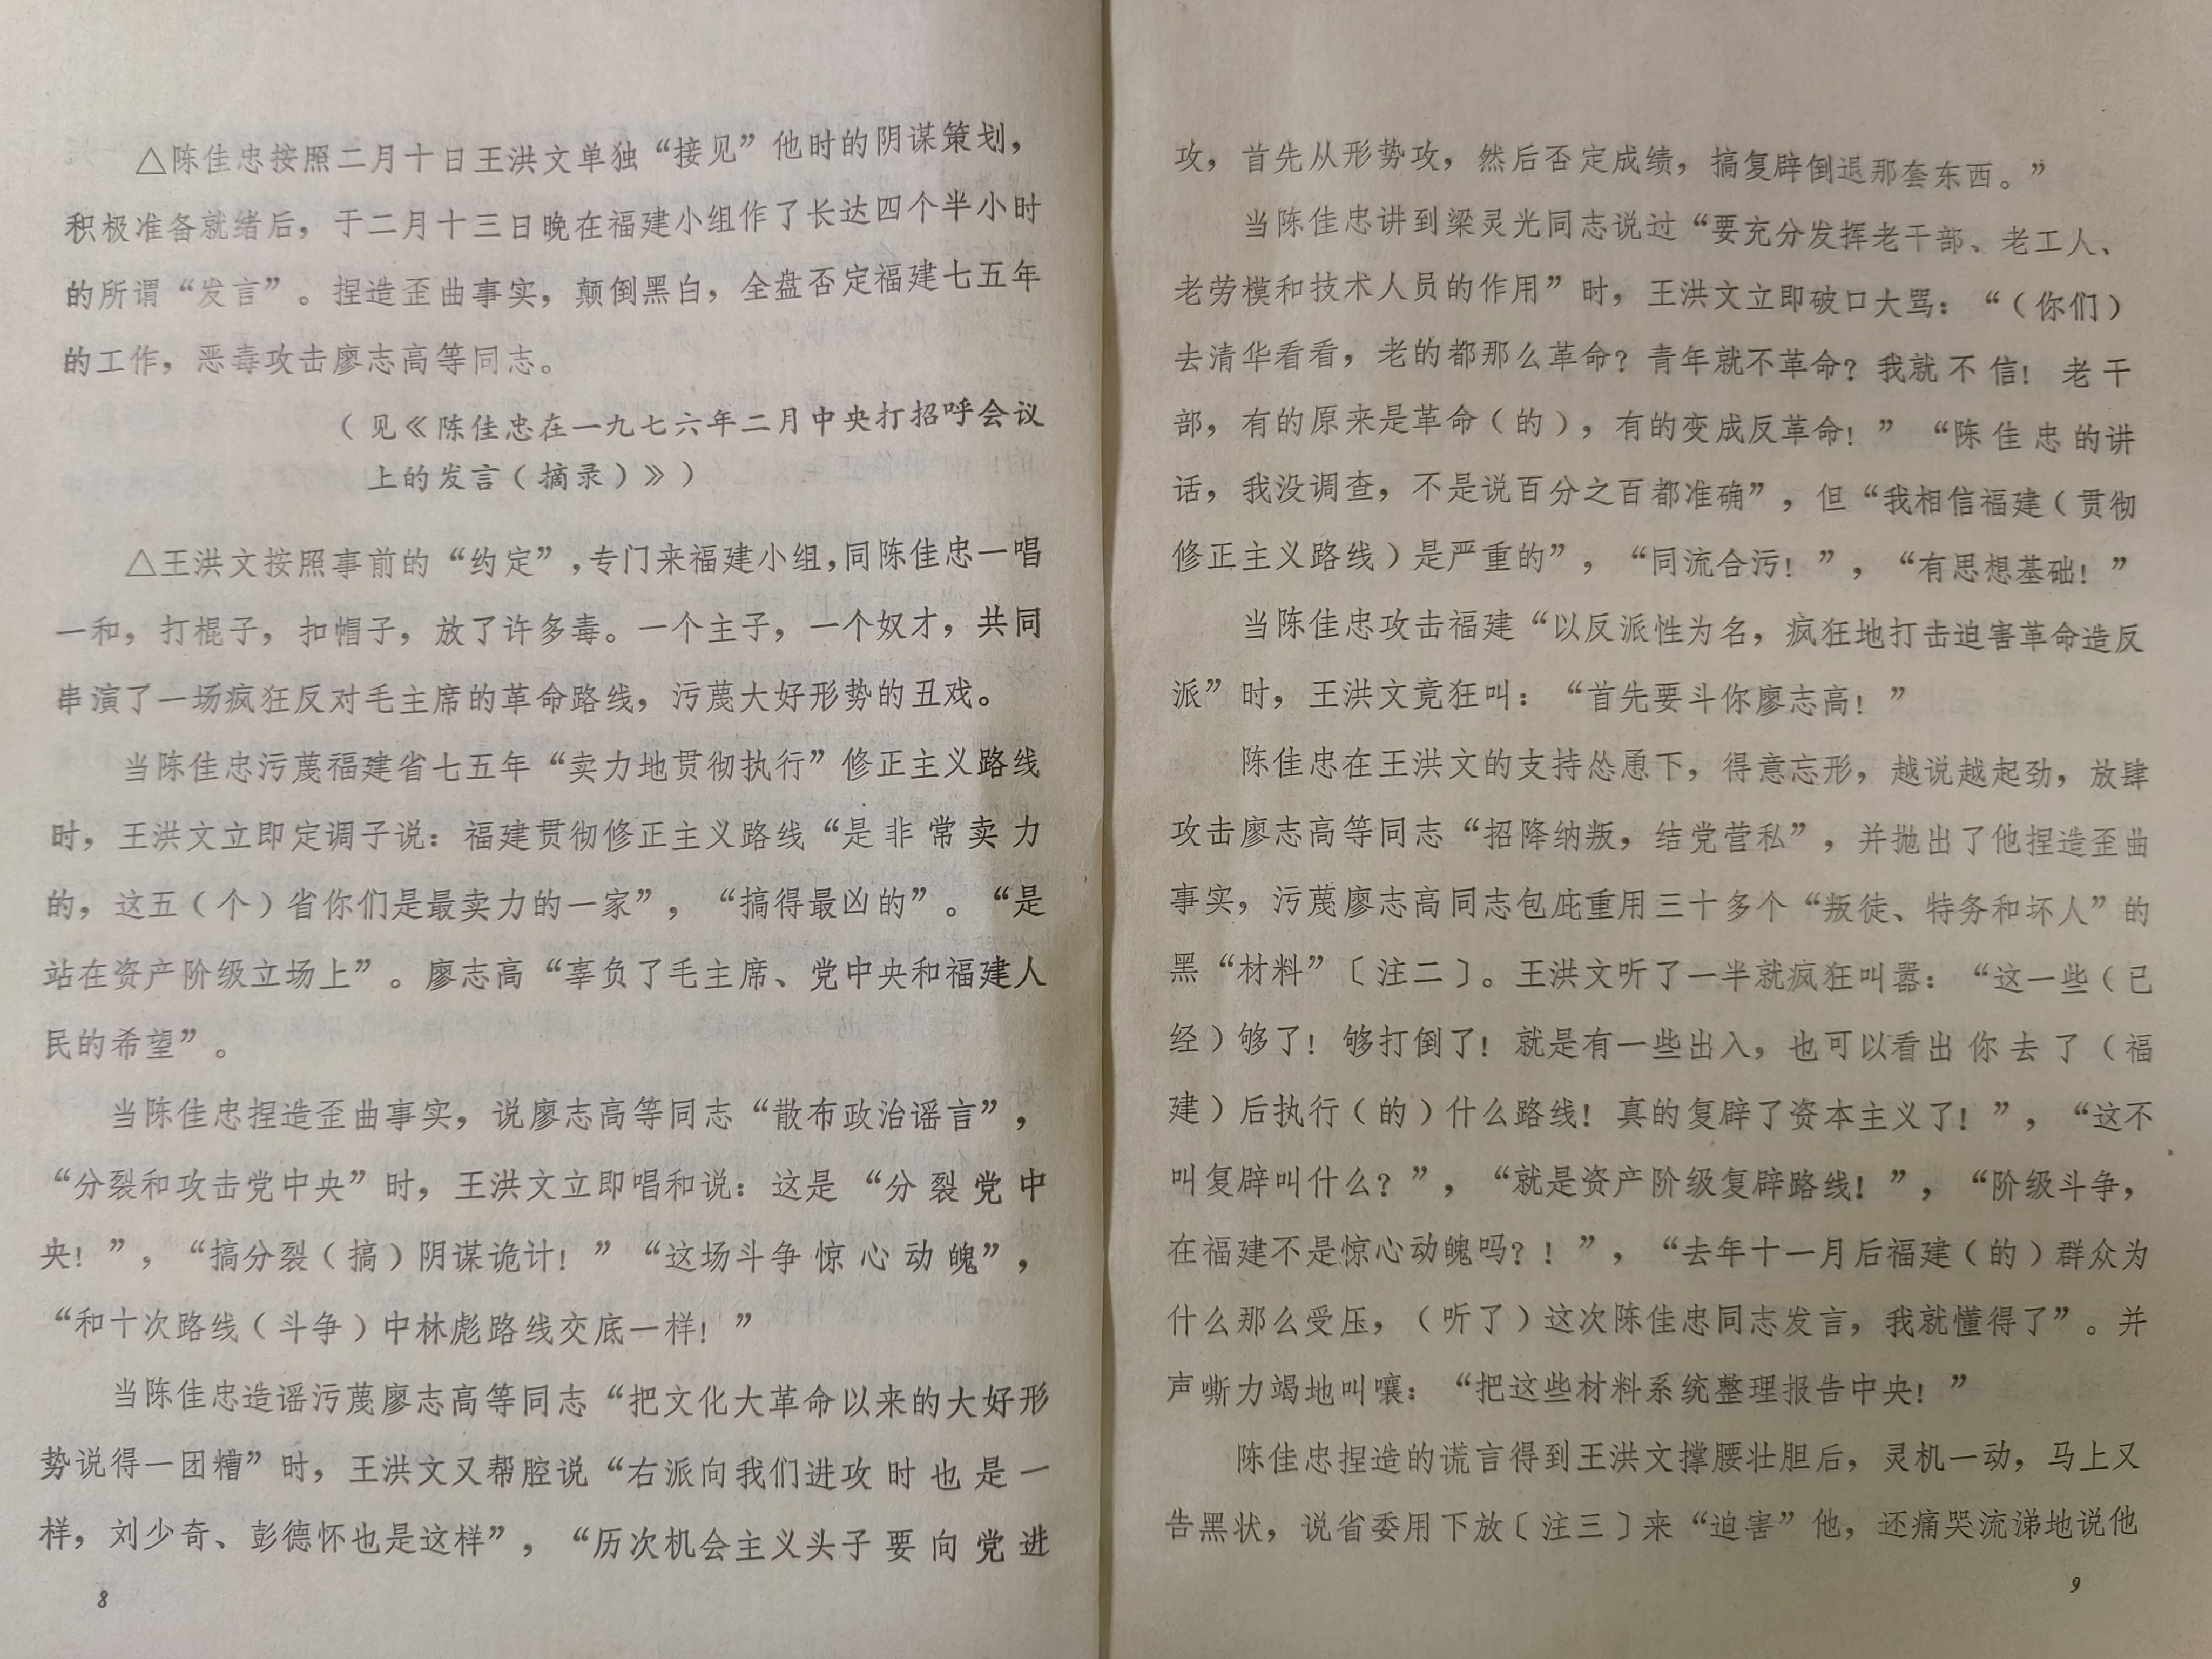 △陈佳忠按照二月十日王洪文单独“接见”他时的阴谋策划，
积极准备就绪后，于二月十三日晚在福建小组作了长达四个半小时
的所谓“发言”。捏造歪曲事实，颠倒黑白，全盘否定福建七五年
的工作，恶毒攻击廖志高等同志。
（见《陈佳忠在一九七六年二月中央打招呼会议
上的发言（摘录）》）
△王洪文按照事前的“约定”，专门来福建小组，同陈佳忠一唱
一和，打棍子，扣帽子，放了许多毒。一个主子，一个奴才，共同
串演了一场疯狂反对毛主席的革命路线，污蔑大好形势的丑戏。
当陈佳忠污蔑福建省七五年“卖力地贯彻执行”修正主义路线
时，王洪文立即定调子说：福建贯彻修正主义路线“是非常卖力
的，这五（个）省你们是最卖力的一家”，“搞得最凶的”。“是
站在资产阶级立场上”。廖志高“辜负了毛主席、党中央和福建人
民的希望”。
当陈佳忠捏造歪曲事实，说廖志高等同志“散布政治谣言”，
“分裂和攻击党中央”时，王洪文立即唱和说：这是“分裂党中
央！”，“搞分裂（搞）阴谋诡计！”“这场斗争惊心动魄”，
“和十次路线（斗争）中林彪路线交底一样！”
当陈佳忠造谣污蔑廖志高等同志“把文化大革命以来的大好形
势说得一团糟”时，王洪文又帮腔说“右派向我们进攻时也是一
样，刘少奇、彭德怀也是这样”，“历次机会主义头子要向党进
8
攻，首先从形势攻，然后否定成绩，搞复辟倒退那套东西。”
当陈佳忠讲到梁灵光同志说过“要充分发挥老干部、老工人、
老劳模和技术人员的作用”时，王洪文立即破口大骂：“（你们）
去清华看看，老的都那么革命？青年就不革命？我就不信！老干
部，有的原来是革命（的），有的变成反革命！”“陈佳忠的讲
话，我没调查，不是说百分之百都准确”，但“我相信福建（贯彻
修正主义路线）是严重的”，“同流合污！”，“有思想基础！”
当陈佳忠攻击福建“以反派性为名，疯狂地打击迫害革命造反
派”时，王洪文竟狂叫：“首先要斗你廖志高！”
陈佳忠在王洪文的支持怂恿下，得意忘形，越说越起劲，放肆
攻击廖志高等同志“招降纳叛，结党营私”，并抛出了他捏造歪曲
事实，污蔑廖志高同志包庇重用三十多个“叛徒、特务和坏人”的
黑“材料”〔注二〕。王洪文听了一半就疯狂叫嚣：“这一些（已
经）够了！够打倒了！就是有一些出入，也可以看出你去了（福
建）后执行（的）什么路线！真的复辟了资本主义了！”，“这不
叫复辟叫什么？”，“就是资产阶级复辟路线！”，“阶级斗争，
在福建不是惊心动魄吗？！”，“去年十一月后福建（的）群众为
什么那么受压，（听了）这次陈佳忠同志发言，我就懂得了”。并
声嘶力竭地叫嚷：“把这些材料系统整理报告中央！”
陈佳忠捏造的谎言得到王洪文撑腰壮胆后，灵机一动，马上又
告黑状，说省委用下放〔注三〕来“迫害”他，还痛哭流涕地说他
9